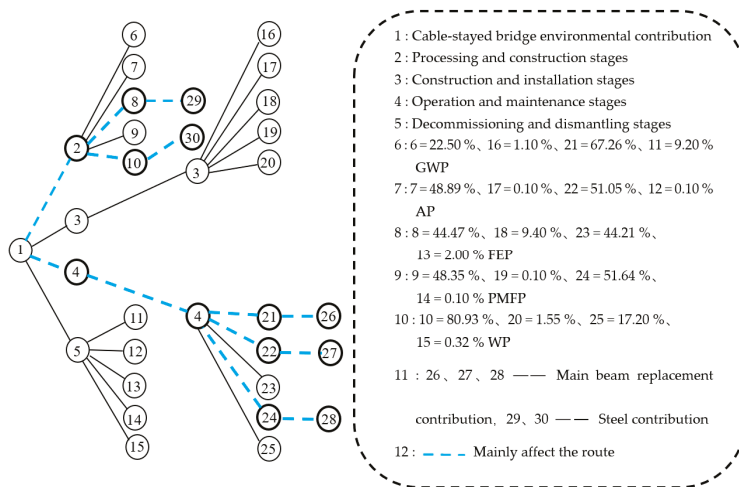 6
7
8
29
9
30
2
10
16
17
18
19
3
20
3
1
4
4
21
26
22
27
23
24
28
25
5
11
12
13
14
15
1 : Cable-stayed bridge environmental contribution
2 : Processing and construction stages
3 : Construction and installation stages
4 : Operation and maintenance stages
5 : Decommissioning and dismantling stages
6 : 6 = 22.50 %、16 = 1.10 %、21 = 67.26 %、11 = 9.20 %
GWP
7 : 7 = 48.89 %、17 = 0.10 %、22 = 51.05 %、12 = 0.10 %
AP
8 : 8 = 44.47 %、18 = 9.40 %、23 = 44.21 %、
13 = 2.00 % FEP
9 : 9 = 48.35 %、19 = 0.10 %、24 = 51.64 %、
14 = 0.10 % PMFP
10 : 10 = 80.93 %、20 = 1.55 %、25 = 17.20 %、
15 = 0.32 % WP
11 : 26 、27 、28 —— Main beam replacement
contribution, 29、30 —— Steel contribution
12 : Mainly affect the route